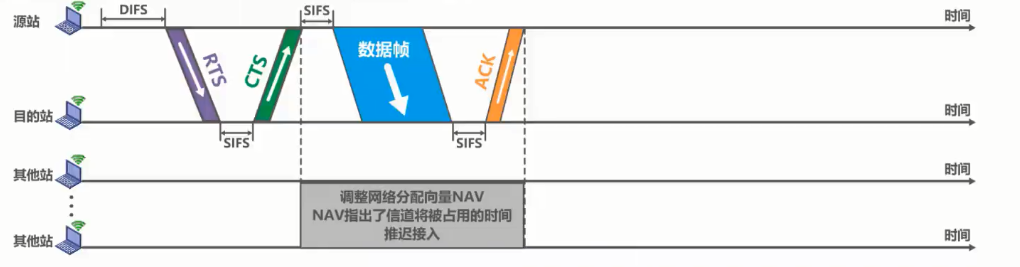 源站
DIFS
SIFS
时间
RTS
CTS
数据帧
ACK
目的站
SIFS
SIFS
时间
其他站
时间
调整网络分配向量NAV
NAV指出了信道将被占用的时间
推迟接入
其他站
时间